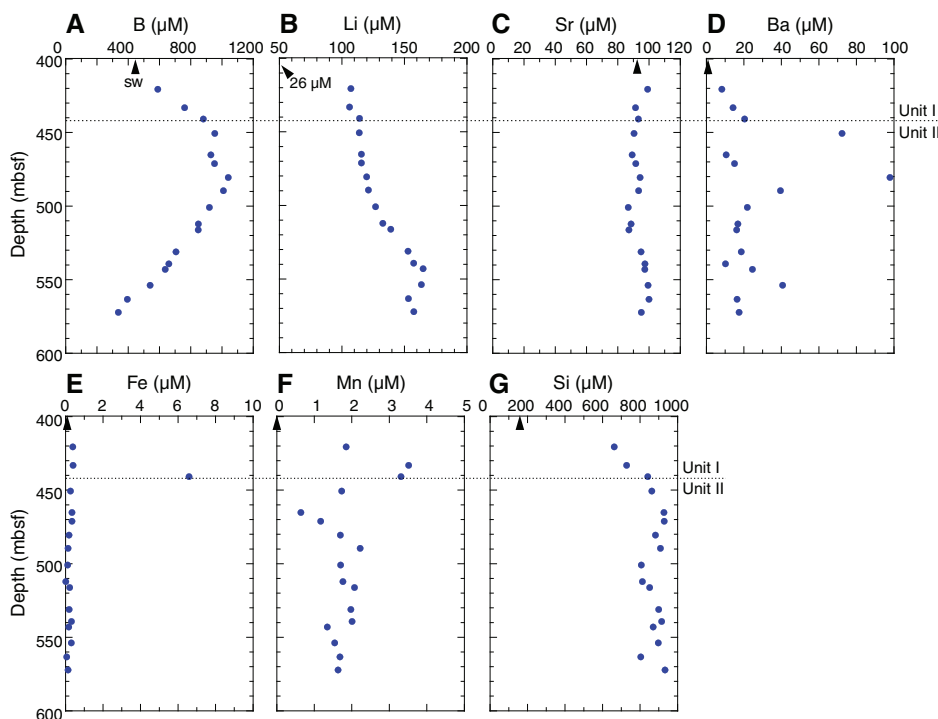 A B (µM)
B Li (µM)
C Sr (µM)
D Ba (µM)
0 400 800 1200
50 100 150 200
0 20 40 60 80 100 120
0 20 40 60 80 100
400
450
500
550
600
Depth (mbsf)
sw
26 µM
Unit I
Unit II
E Fe (µM)
F Mn (µM)
G Si (µM)
0 2 4 6 8 10
0 1 2 3 4 5
0 200 400 600 800 1000
400
450
500
550
600
Depth (mbsf)
Unit I
Unit II